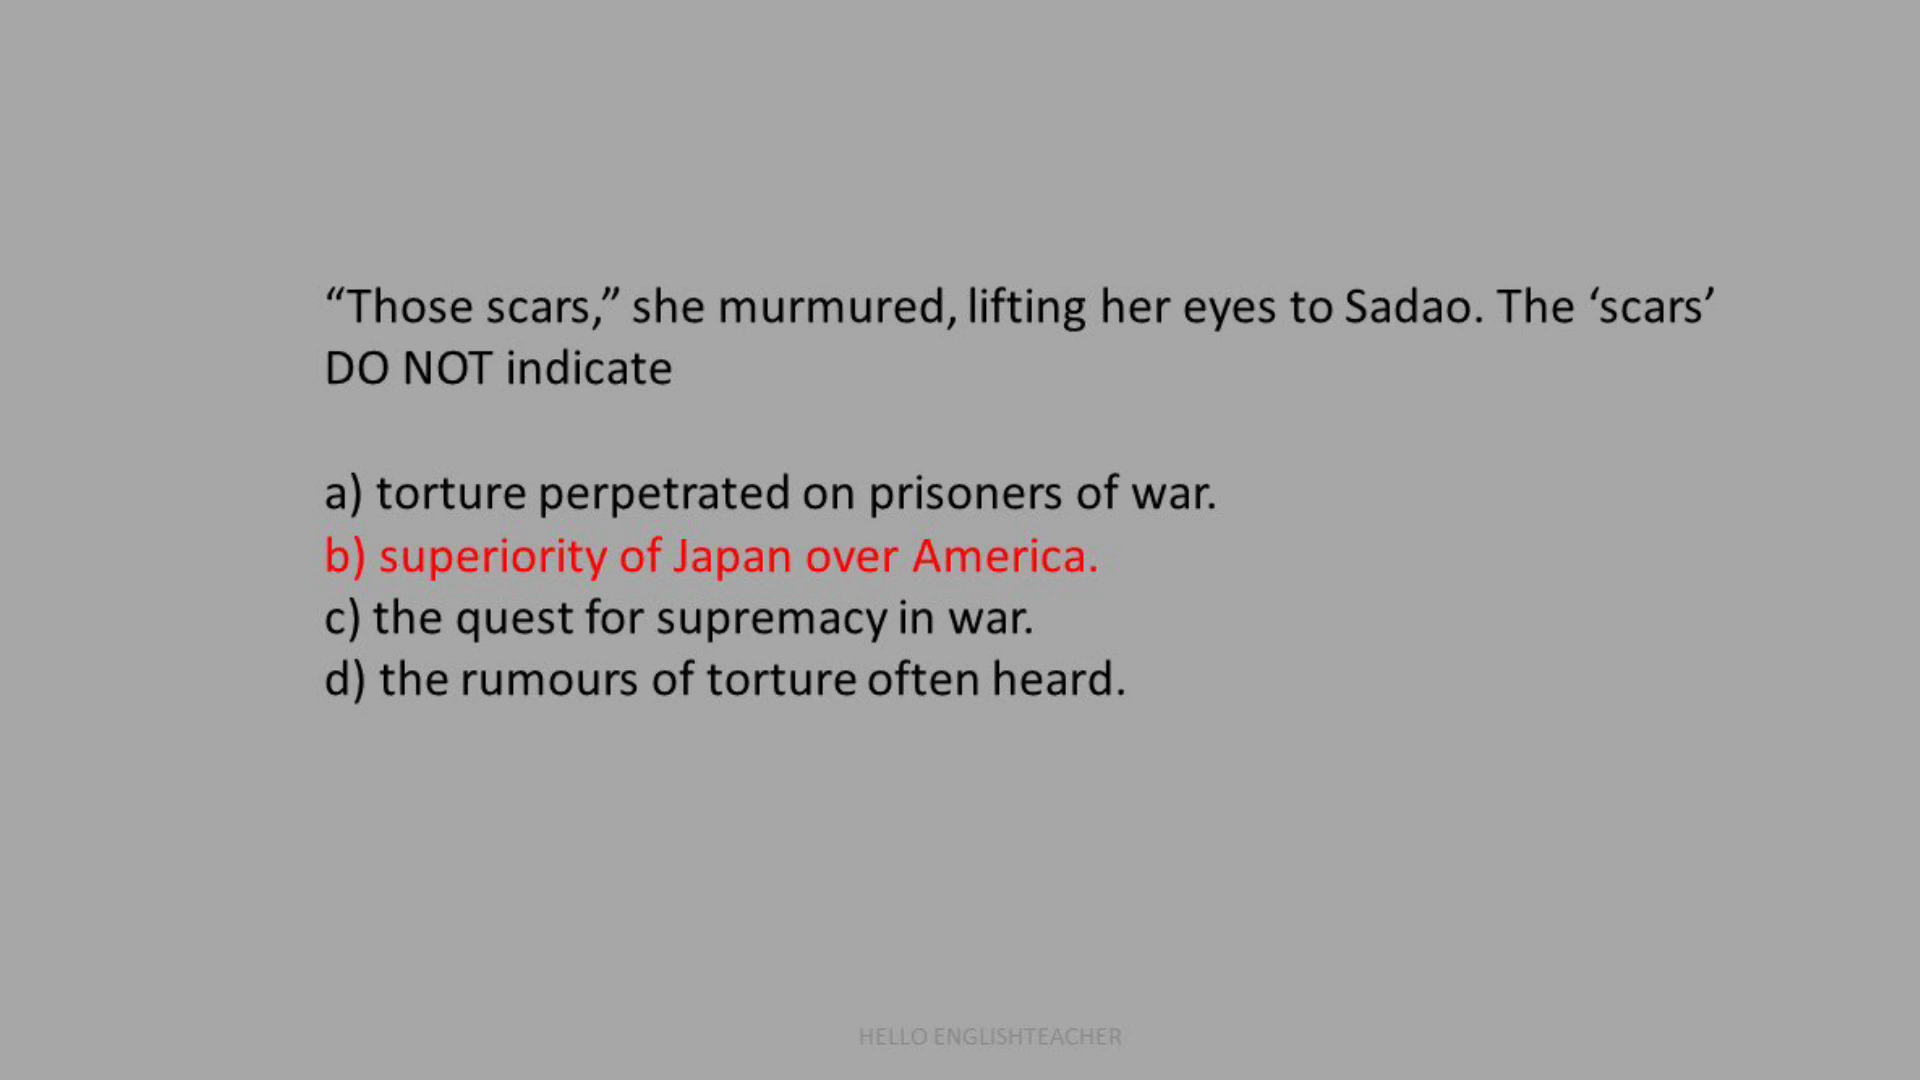 “Those scars,” she murmured, lifting her eyes to Sadao. The ‘scars’
DO NOT indicate
a) torture perpetrated on prisoners of war.
b) superiority of Japan over America.
c) the quest for supremacy in war.
d) the rumours of torture often heard.
HELLO ENGLISHTEACHER